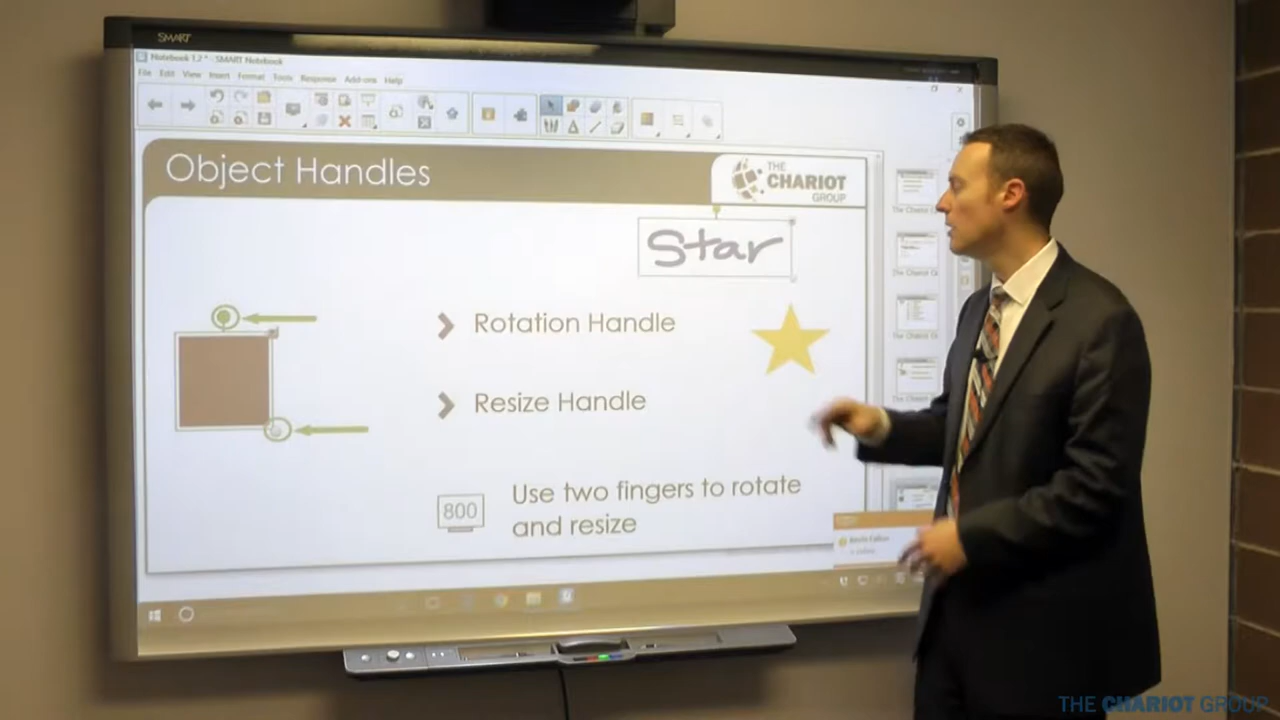 SMART
Notebook 1.2 * - SMART Notebook
File Edit View Insert Format Tools Response Add-ons Help
Object Handles
THE
CHARIOT
GROUP
Star
Rotation Handle
Resize Handle
800
Use two fingers to rotate
and resize
THE CHARIOT GROUP